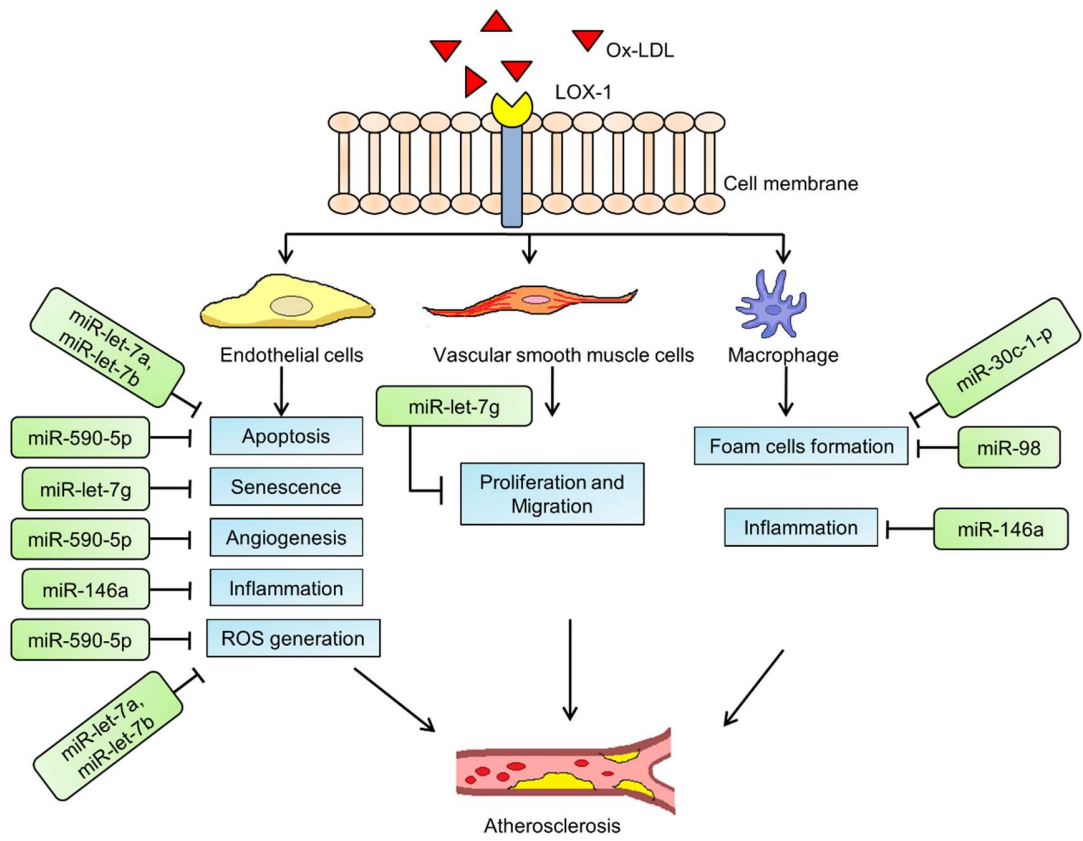 Ox-LDL
LOX-1
Cell membrane
Endothelial cells
Vascular smooth muscle cells
Macrophage
miR-let-7a,
miR-let-7b
miR-590-5p
miR-let-7g
miR-590-5p
miR-146a
miR-590-5p
miR-let-7a,
miR-let-7b
Apoptosis
Senescence
Angiogenesis
Inflammation
ROS generation
miR-let-7g
Proliferation and
Migration
Foam cells formation
Inflammation
miR-30c-1-p
miR-98
miR-146a
Atherosclerosis